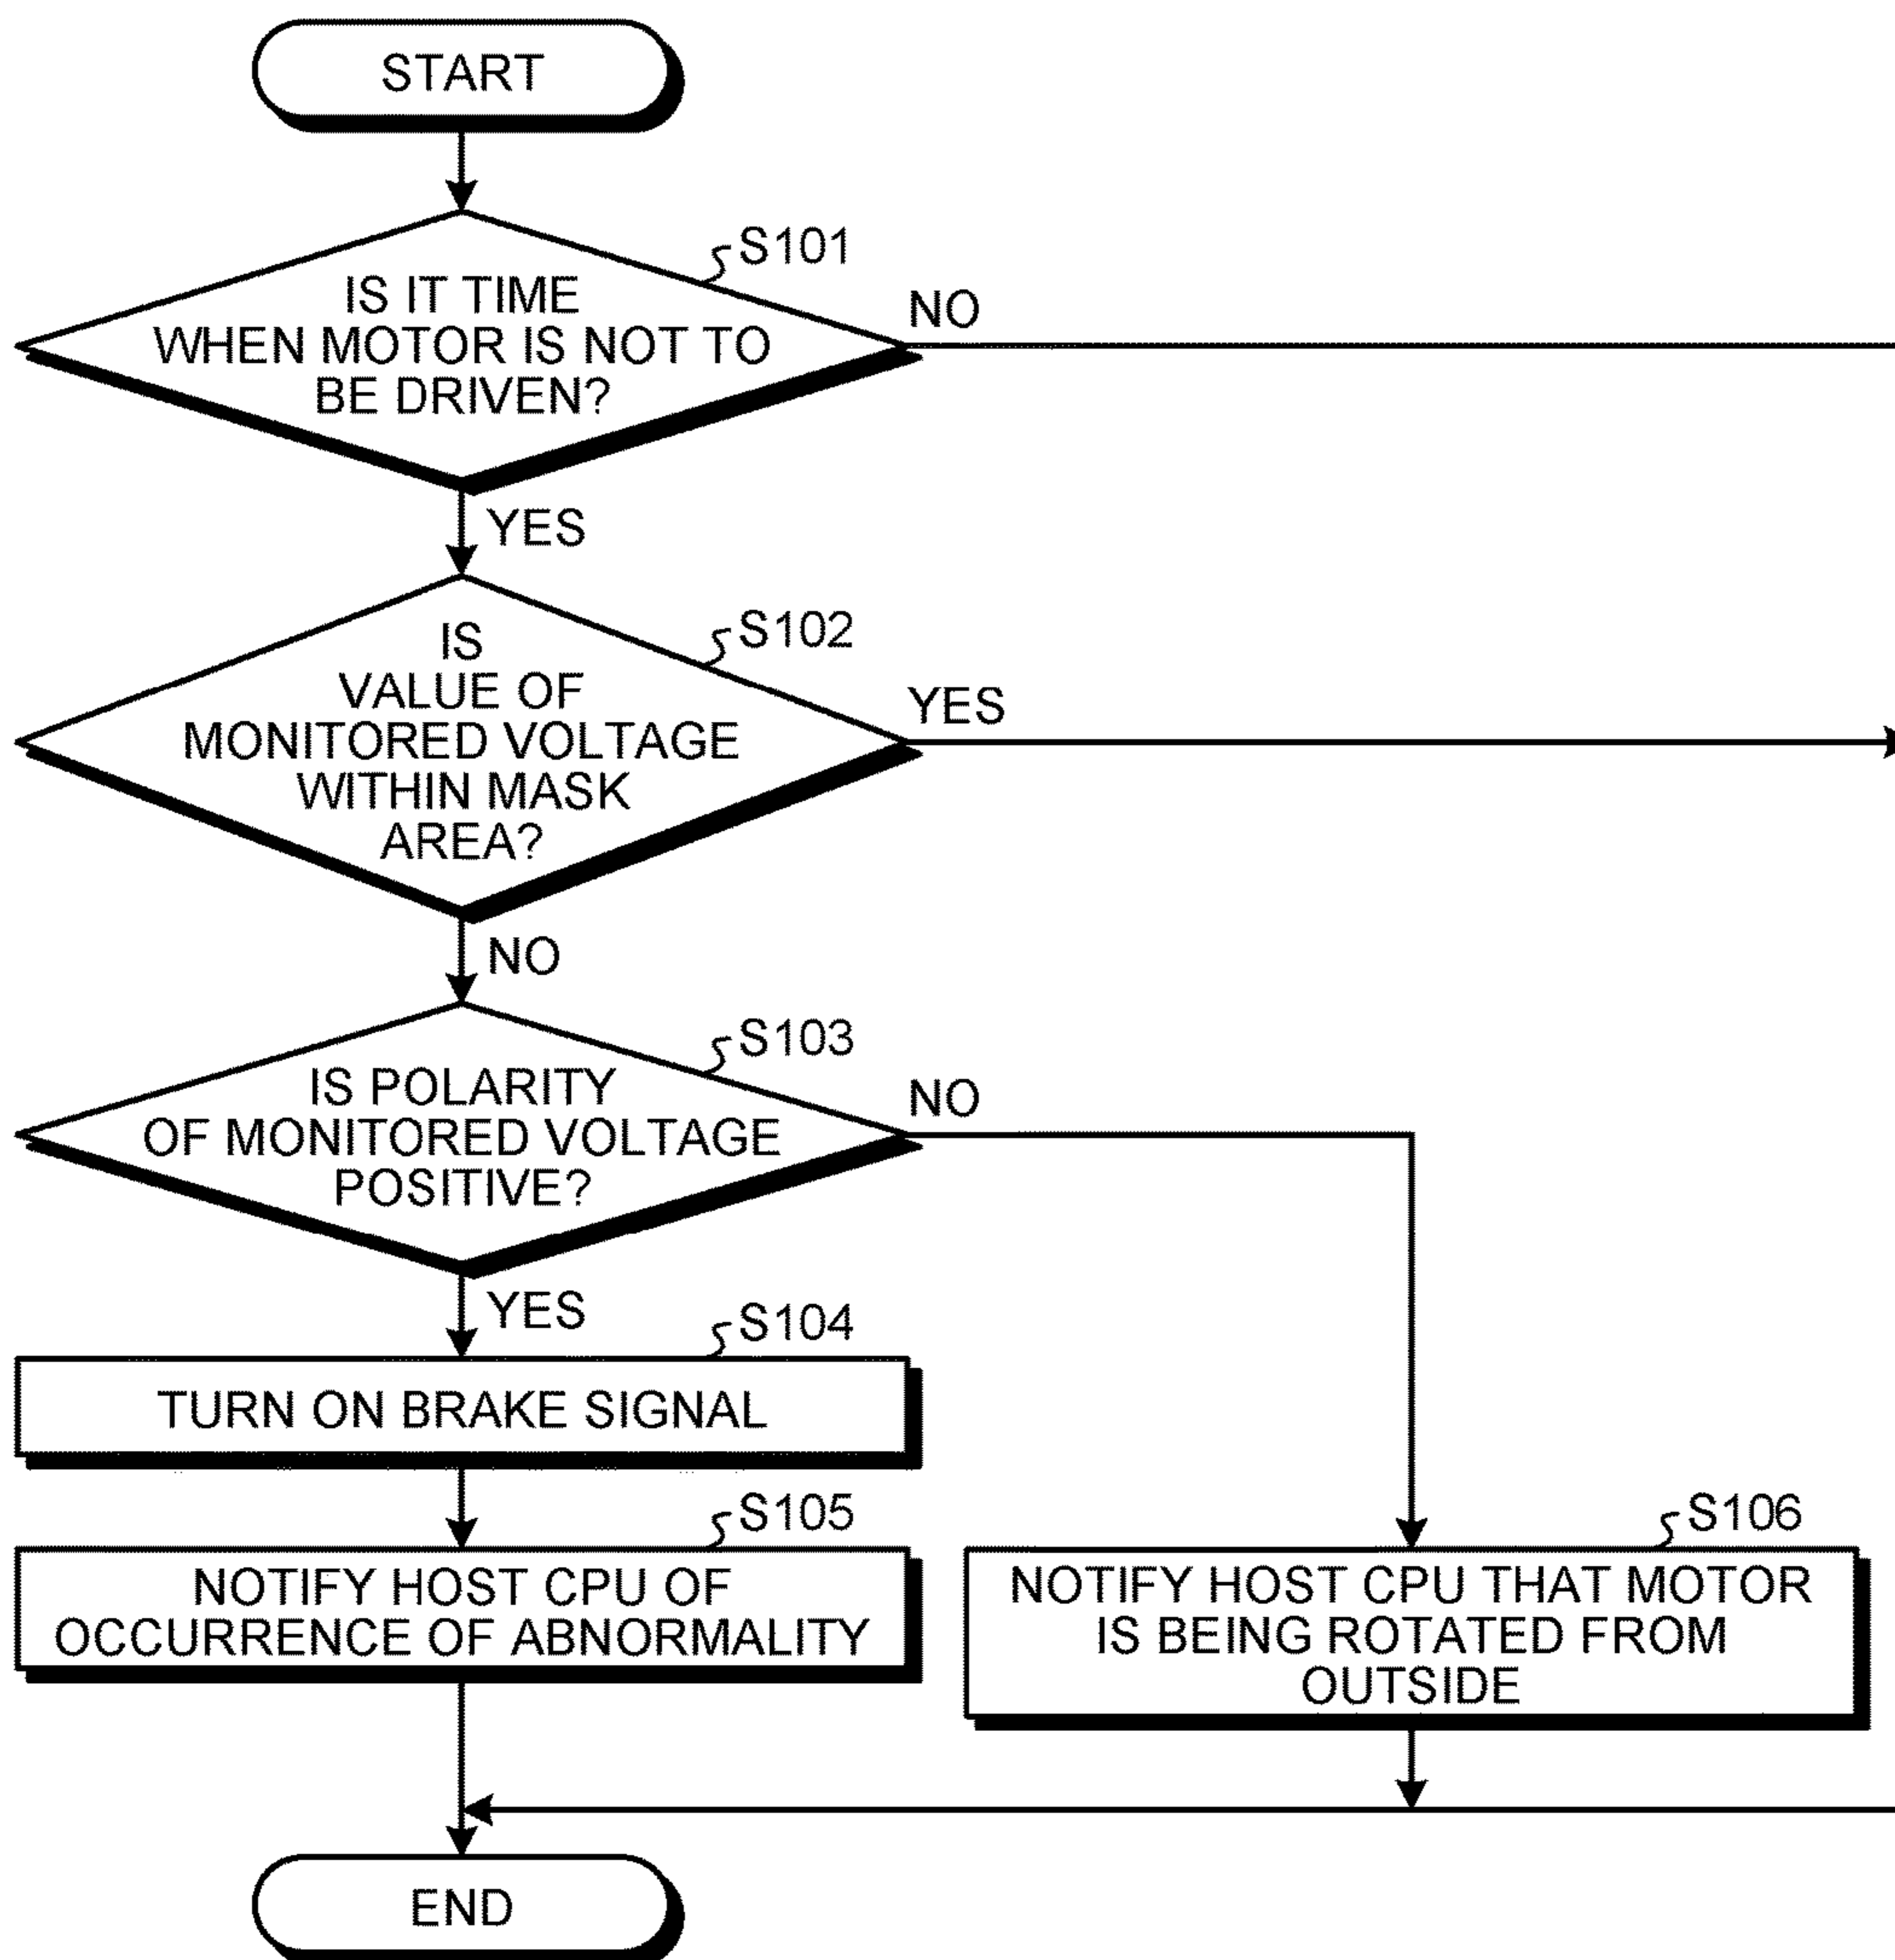 START
S101
IS IT TIME
WHEN MOTOR IS NOT TO
BE DRIVEN?
NO
YES
S102
IS
VALUE OF
MONITORED VOLTAGE
WITHIN MASK
AREA?
YES
NO
S103
IS POLARITY
OF MONITORED VOLTAGE
POSITIVE?
NO
YES
S104
TURN ON BRAKE SIGNAL
S105
NOTIFY HOST CPU OF
OCCURRENCE OF ABNORMALITY
S106
NOTIFY HOST CPU THAT MOTOR
IS BEING ROTATED FROM
OUTSIDE
END